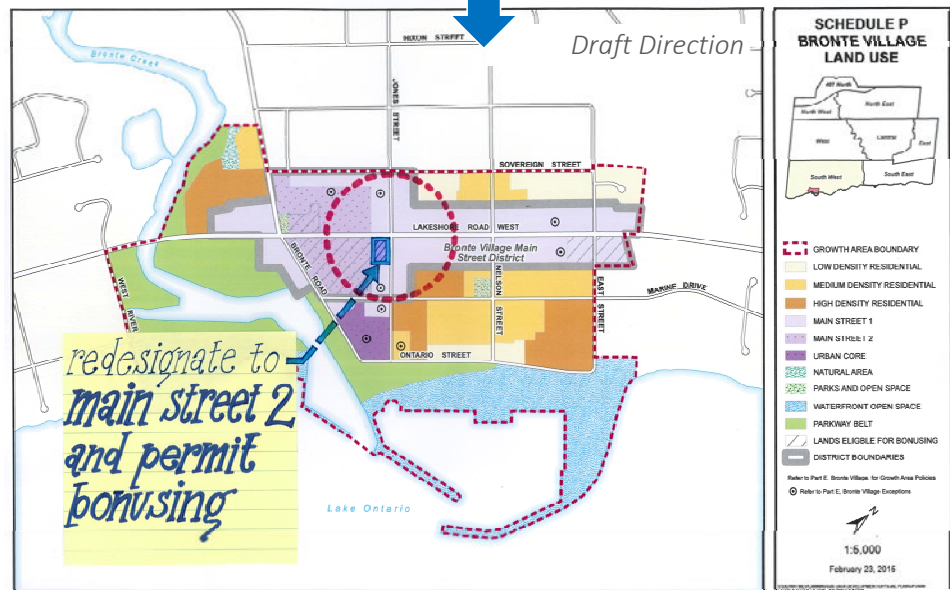 Draft Direction
HIXON STREET
Bronte Creek
JONES STREET
SOVEREIGN STREET
LAKESHORE ROAD WEST
Bronte Village Main
Street District
BRONTE ROAD
NELSON STREET
EAST STREET
MARINE DRIVE
WEST RIVER
ONTARIO STREET
redesignate to
main street 2
and permit
bonusing
Lake Ontario
SCHEDULE P
BRONTE VILLAGE
LAND USE
407 North
North West
North East
West
Central
East
South West
South East
GROWTH AREA BOUNDARY
LOW DENSITY RESIDENTIAL
MEDIUM DENSITY RESIDENTIAL
HIGH DENSITY RESIDENTIAL
MAIN STREET 1
MAIN STREET 2
URBAN CORE
NATURAL AREA
PARKS AND OPEN SPACE
WATERFRONT OPEN SPACE
PARKWAY BELT
LANDS ELIGIBLE FOR BONUSING
DISTRICT BOUNDARIES
Refer to Part E, Bronte Village, for Growth Area Policies
Refer to Part E, Bronte Village Exceptions
Z
1:5,000
February 23, 2016